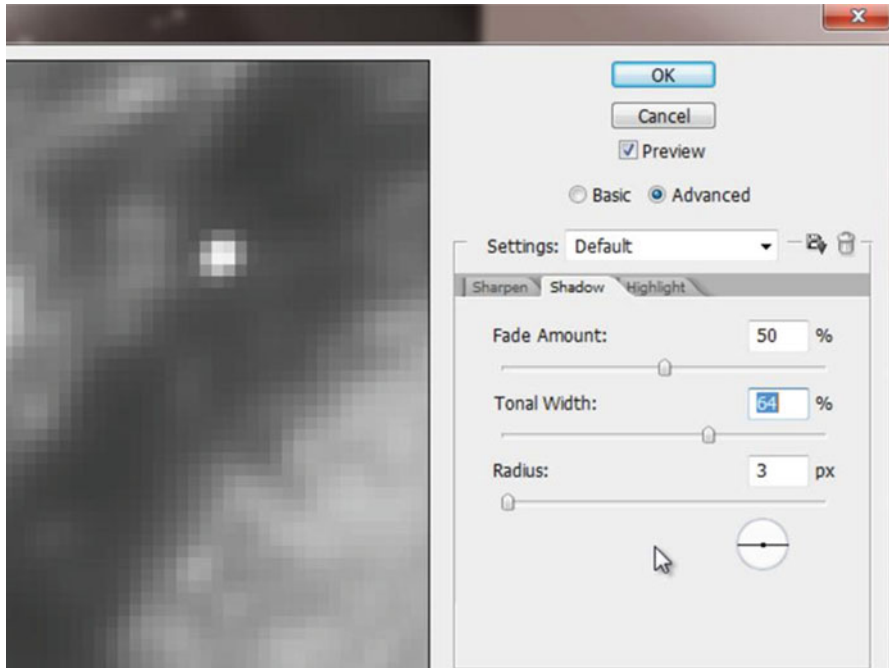 OK
Cancel
Preview
Basic Advanced
Settings: Default
Sharpen Shadow Highlight
Fade Amount: 50 %
Tonal Width: 64 %
Radius: 3 px